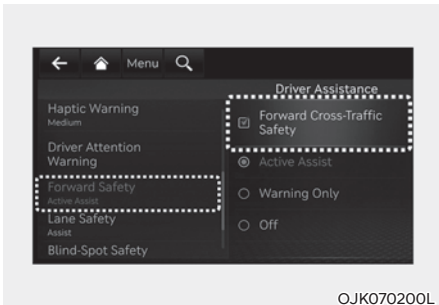 Menu
Driver Assistance
Haptic Warning
Medium
Driver Attention
Warning
Forward Safety
Active Assist
Lane Safety
Assist
Blind-Spot Safety
Forward Cross-Traffic
Safety
Active Assist
Warning Only
Off
OJK070200L